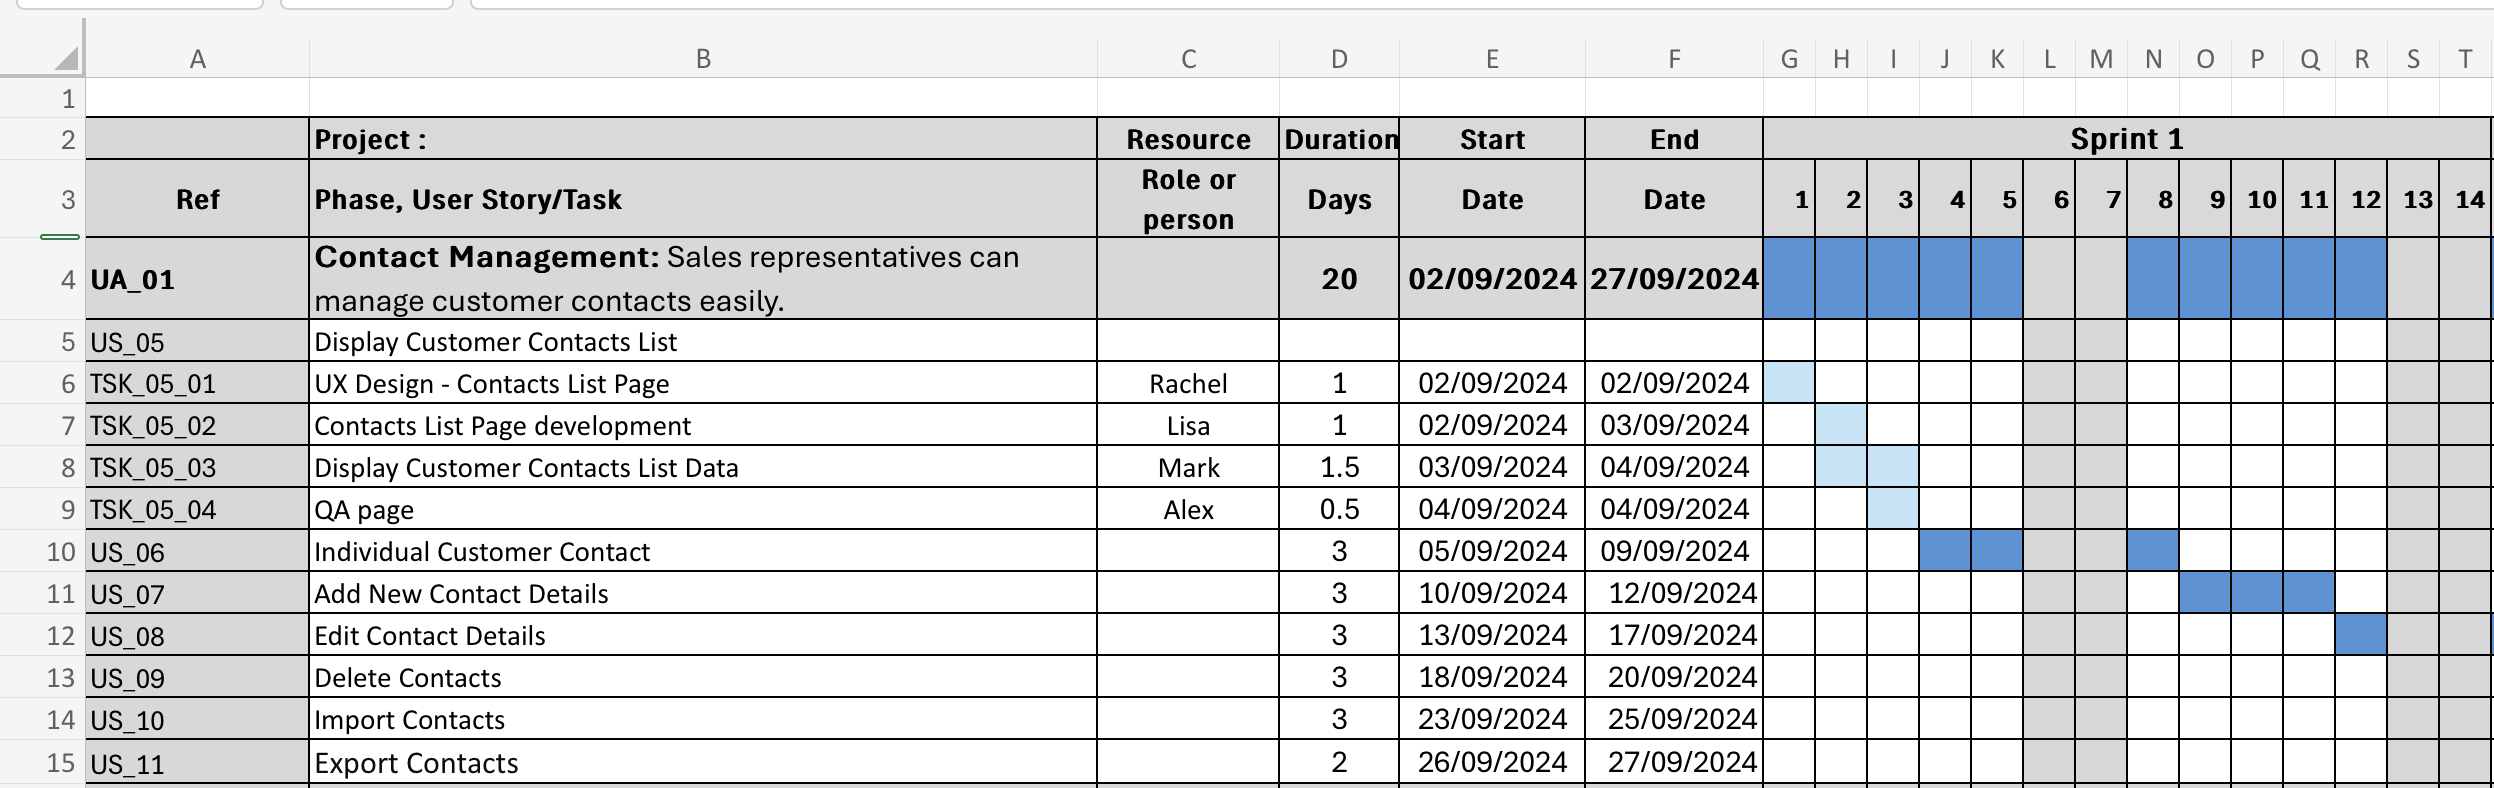 A B C D E F G H I J K L M N O P Q R S T
1
2 Project : Resource Duration Start End Sprint 1
3 Ref Phase, User Story/Task Role or person Days Date Date 1 2 3 4 5 6 7 8 9 10 11 12 13 14
4 UA_01 Contact Management: Sales representatives can manage customer contacts easily. 20 02/09/2024 27/09/2024
5 US_05 Display Customer Contacts List
6 TSK_05_01 UX Design - Contacts List Page Rachel 1 02/09/2024 02/09/2024
7 TSK_05_02 Contacts List Page development Lisa 1 02/09/2024 03/09/2024
8 TSK_05_03 Display Customer Contacts List Data Mark 1.5 03/09/2024 04/09/2024
9 TSK_05_04 QA page Alex 0.5 04/09/2024 04/09/2024
10 US_06 Individual Customer Contact 3 05/09/2024 09/09/2024
11 US_07 Add New Contact Details 3 10/09/2024 12/09/2024
12 US_08 Edit Contact Details 3 13/09/2024 17/09/2024
13 US_09 Delete Contacts 3 18/09/2024 20/09/2024
14 US_10 Import Contacts 3 23/09/2024 25/09/2024
15 US_11 Export Contacts 2 26/09/2024 27/09/2024